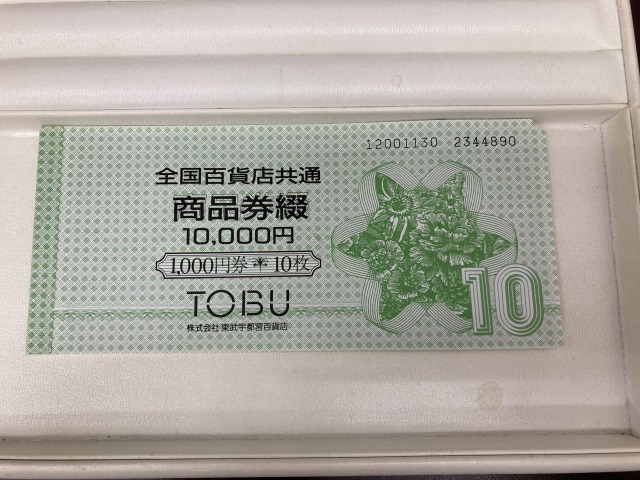 12001130 2344890
全国百貨店共通
商品券綴
10,000円
1,000円券 10枚
TOBU
株式会社東武宇都宮百貨店
10